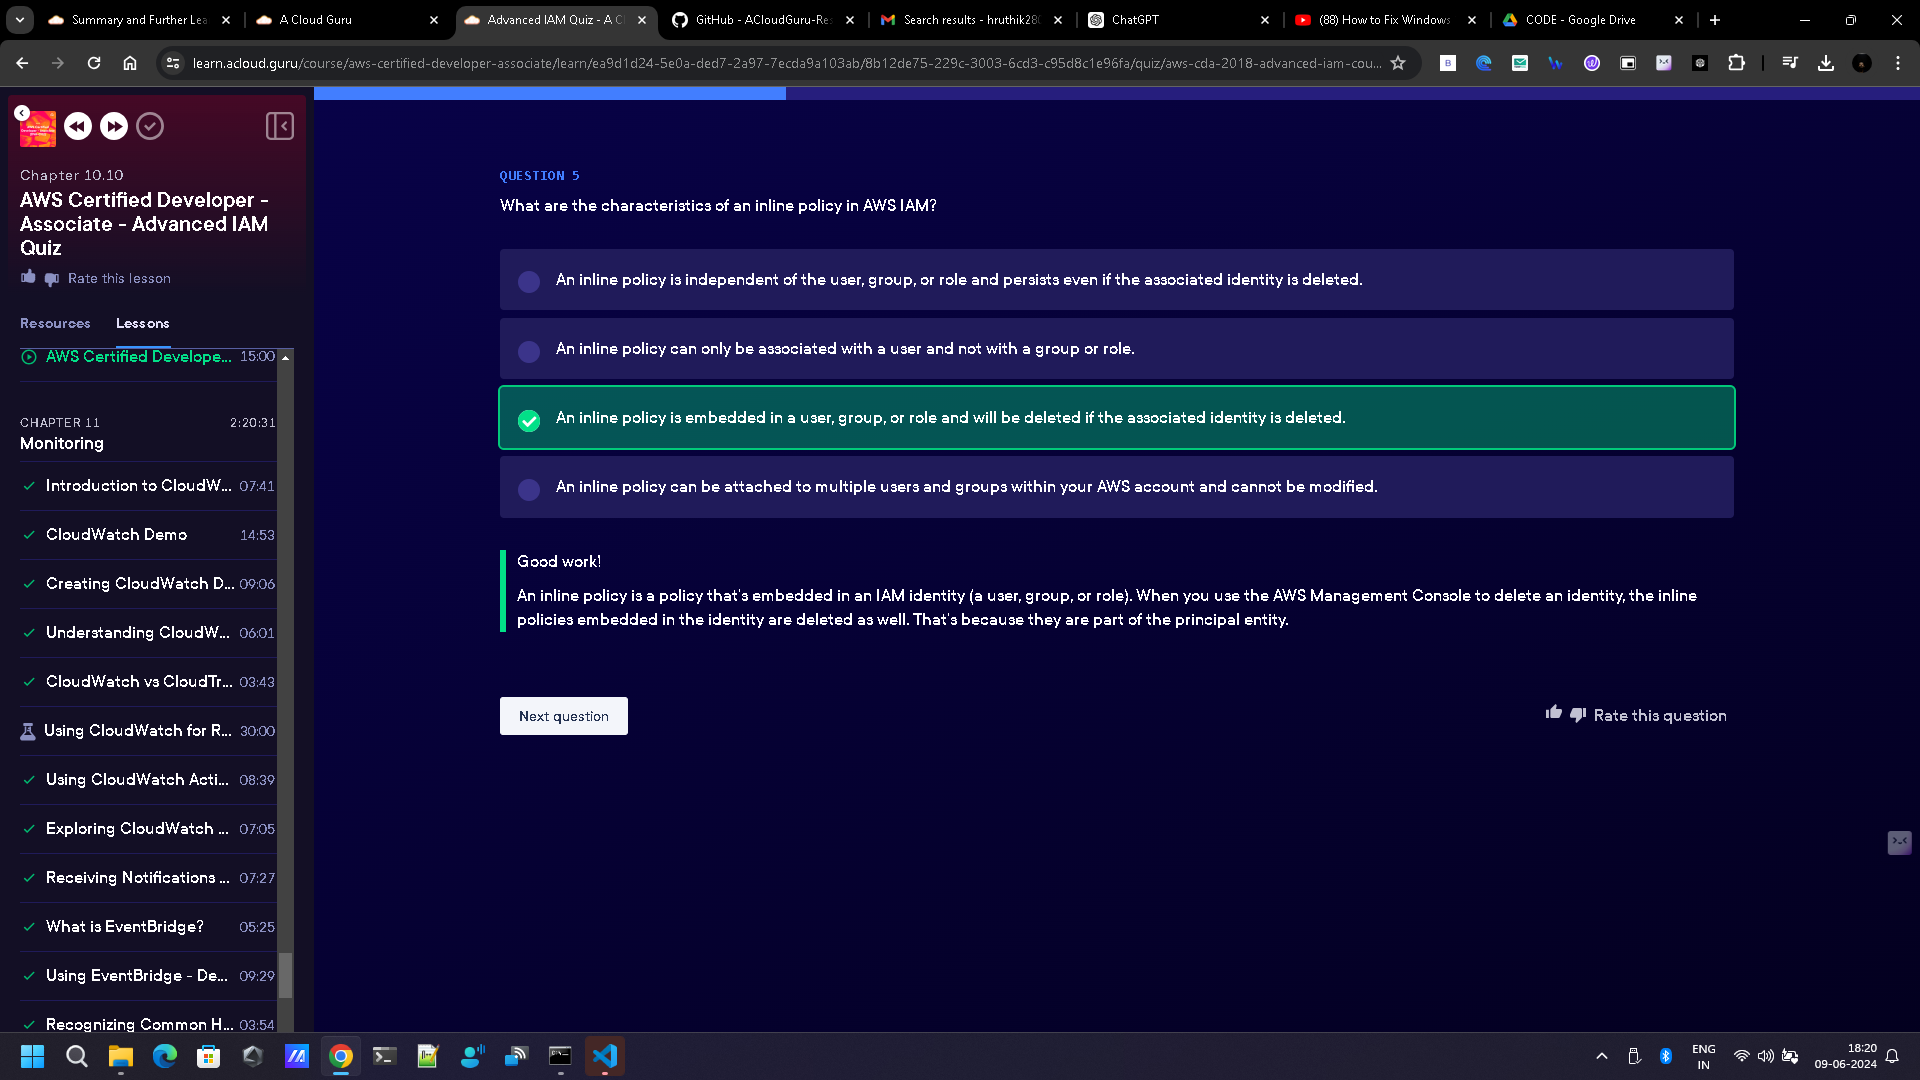 Summary and Further Lea
A Cloud Guru
Advanced IAM Quiz - A Cl
GitHub - ACloudGuru-Res
Search results - hruthik280
ChatGPT
(88) How to Fix Windows
CODE - Google Drive
learn.acloud.guru/course/aws-certified-developer-associate/learn/ea9d1d24-5e0a-ded7-2a97-7ecda9a103ab/8b12de75-229c-3003-6cd3-c95d8c1e96fa/quiz/aws-cda-2018-advanced-iam-cou...
Chapter 10.10
AWS Certified Developer -
Associate - Advanced IAM
Quiz
Rate this lesson
Resources
Lessons
AWS Certified Develope... 15:00
CHAPTER 11 2:20:31
Monitoring
Introduction to CloudW... 07:41
CloudWatch Demo 14:53
Creating CloudWatch D... 09:06
Understanding CloudW... 06:01
CloudWatch vs CloudTr... 03:43
Using CloudWatch for R... 30:00
Using CloudWatch Acti... 08:39
Exploring CloudWatch ... 07:05
Receiving Notifications ... 07:27
What is EventBridge? 05:25
Using EventBridge - De... 09:29
Recognizing Common H... 03:54
QUESTION 5
What are the characteristics of an inline policy in AWS IAM?
An inline policy is independent of the user, group, or role and persists even if the associated identity is deleted.
An inline policy can only be associated with a user and not with a group or role.
An inline policy is embedded in a user, group, or role and will be deleted if the associated identity is deleted.
An inline policy can be attached to multiple users and groups within your AWS account and cannot be modified.
Good work!
An inline policy is a policy that's embedded in an IAM identity (a user, group, or role). When you use the AWS Management Console to delete an identity, the inline
policies embedded in the identity are deleted as well. That's because they are part of the principal entity.
Next question
Rate this question
ENG
IN
18:20
09-06-2024